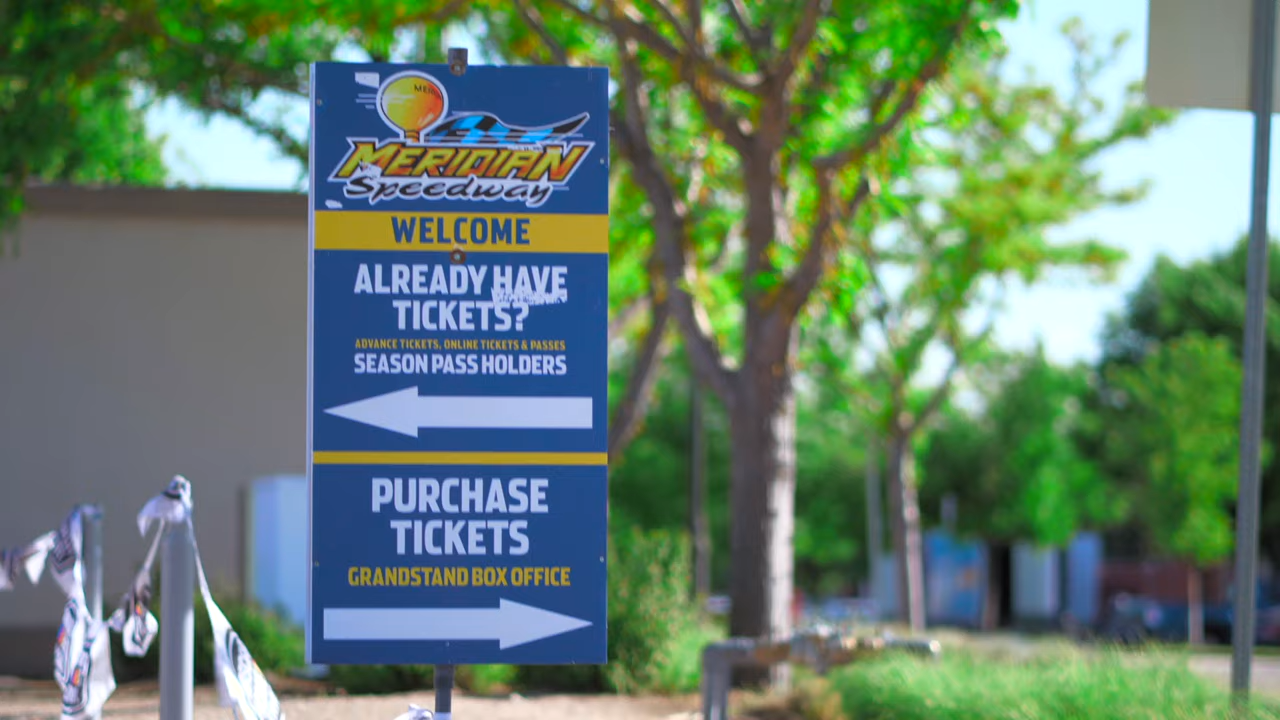 MERIDIAN
Speedway
WELCOME
ALREADY HAVE
TICKETS?
ADVANCE TICKETS, ONLINE TICKETS & PASSES
SEASON PASS HOLDERS
PURCHASE
TICKETS
GRANDSTAND BOX OFFICE